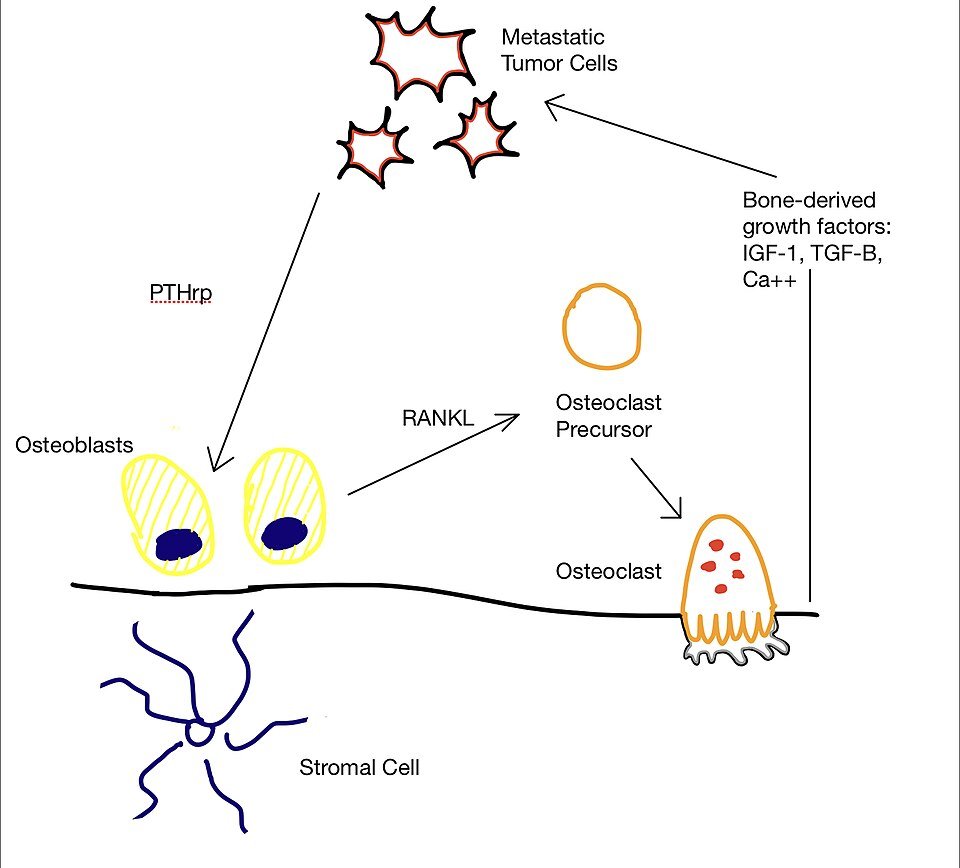 Metastatic
Tumor Cells
Bone-derived
growth factors:
IGF-1, TGF-B,
Ca++
PTHrp
Osteoclast
Precursor
RANKL
Osteoblasts
Osteoclast
Stromal Cell